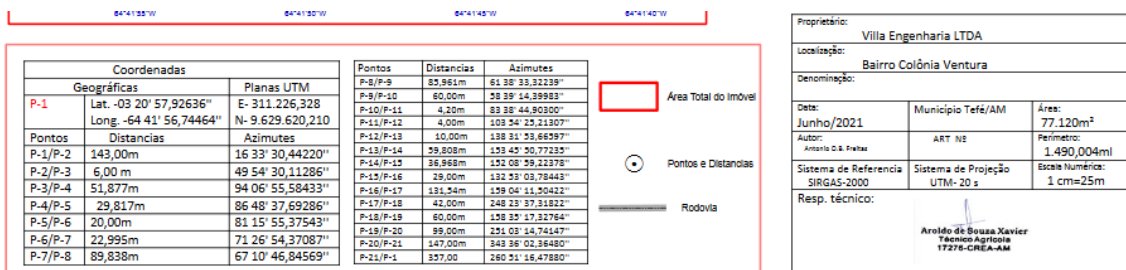 64°41'55"W 64°41'50"W 64°41'45"W 64°41'40"W
Coordenadas
Geográficas Planas UTM
P-1 Lat. -03 20' 57,92636" E- 311.226,328
Long. -64 41' 56,74464" N- 9.629.620,210
Pontos Distancias Azimutes
P-1/P-2 143,00m 16 33' 30,44220"
P-2/P-3 6,00 m 49 54' 30,11286"
P-3/P-4 51,877m 94 06' 55,58433"
P-4/P-5 29,817m 86 48' 37,69286"
P-5/P-6 20,00m 81 15' 55,37543"
P-6/P-7 22,995m 71 26' 54,37087"
P-7/P-8 89,838m 67 10' 46,84569"
Pontos Distancias Azimutes
P-8/P-9 85,961m 61 38' 33,32239"
P-9/P-10 60,00m 58 39' 14,39983"
P-10/P-11 4,20m 83 38' 44,90300"
P-11/P-12 4,00m 103 54' 25,21307"
P-12/P-13 10,00m 138 31' 53,66597"
P-13/P-14 59,808m 153 45' 50,77235"
P-14/P-15 36,968m 152 08' 59,22378"
P-15/P-16 29,00m 132 53' 03,78443"
P-16/P-17 131,54m 159 04' 11,50422"
P-17/P-18 42,00m 248 23' 37,31822"
P-18/P-19 60,00m 158 35' 17,32764"
P-19/P-20 99,00m 251 03' 14,74147"
P-20/P-21 147,00m 343 36' 02,36480"
P-21/P-1 357,00 260 51' 16,47880"
Área Total do Imóvel
Pontos e Distancias
Rodovia
Proprietário:
Villa Engenharia LTDA
Localização:
Bairro Colônia Ventura
Denominação:
Data: Município Tefé/AM Área:
Junho/2021 77.120m²
Autor: ART Nº Perímetro:
Antonio O.B. Freitas 1.490,004ml
Sistema de Referencia Sistema de Projeção Escala Numérica:
SIRGAS-2000 UTM- 20 s 1 cm=25m
Resp. técnico:
Aroldo de Souza Xavier
Técnico Agrícola
17276-CREA-AM